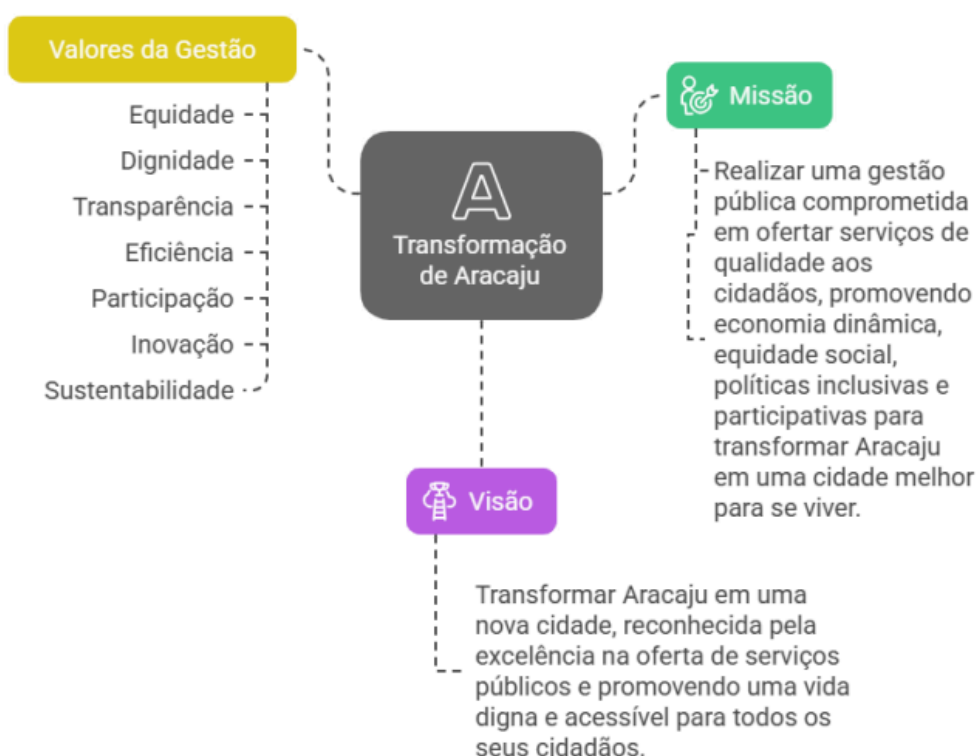 Valores da Gestão
Equidade
Dignidade
Transparência
Eficiência
Participação
Inovação
Sustentabilidade
A
Transformação
de Aracaju
Missão
Realizar uma gestão
pública comprometida
em ofertar serviços de
qualidade aos
cidadãos, promovendo
economia dinâmica,
equidade social,
políticas inclusivas e
participativas para
transformar Aracaju
em uma cidade melhor
para se viver.
Visão
Transformar Aracaju em uma
nova cidade, reconhecida pela
excelência na oferta de serviços
públicos e promovendo uma vida
digna e acessível para todos os
seus cidadãos.